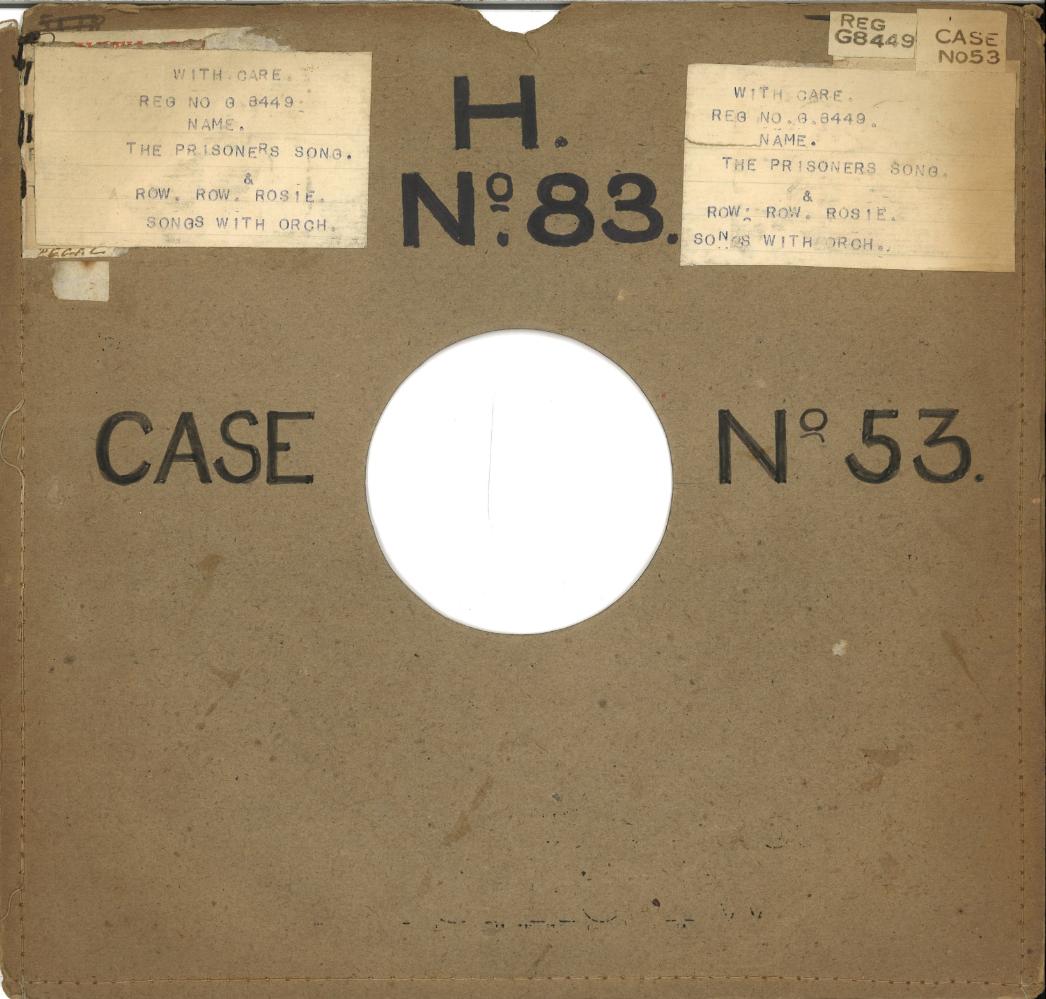 REG
G8449
CASE
No53
WITH CARE.
REG NO G 8449.
NAME.
THE PRISONERS SONG.
&
ROW. ROW. ROSIE.
SONGS WITH ORCH.
H.
Nº.83.
WITH CARE.
REG NO.G.8449.
NAME.
THE PRISONERS SONG.
&
ROW. ROW. ROSIE.
SONGS WITH ORCH..
CASE Nº 53.